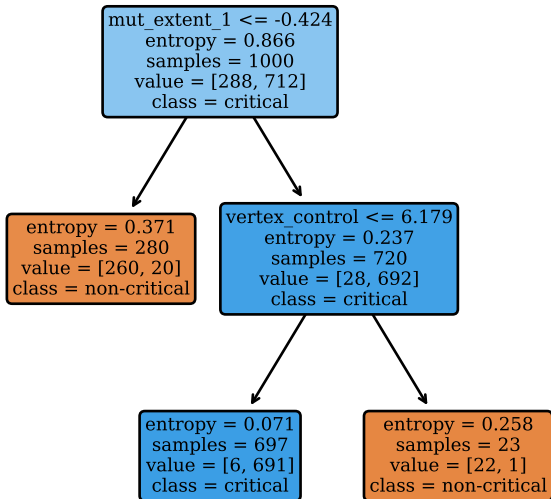 mut_extent_1 <= -0.424
entropy = 0.866
samples = 1000
value = [288, 712]
class = critical
entropy = 0.371
samples = 280
value = [260, 20]
class = non-critical
vertex_control <= 6.179
entropy = 0.237
samples = 720
value = [28, 692]
class = critical
entropy = 0.071
samples = 697
value = [6, 691]
class = critical
entropy = 0.258
samples = 23
value = [22, 1]
class = non-critical